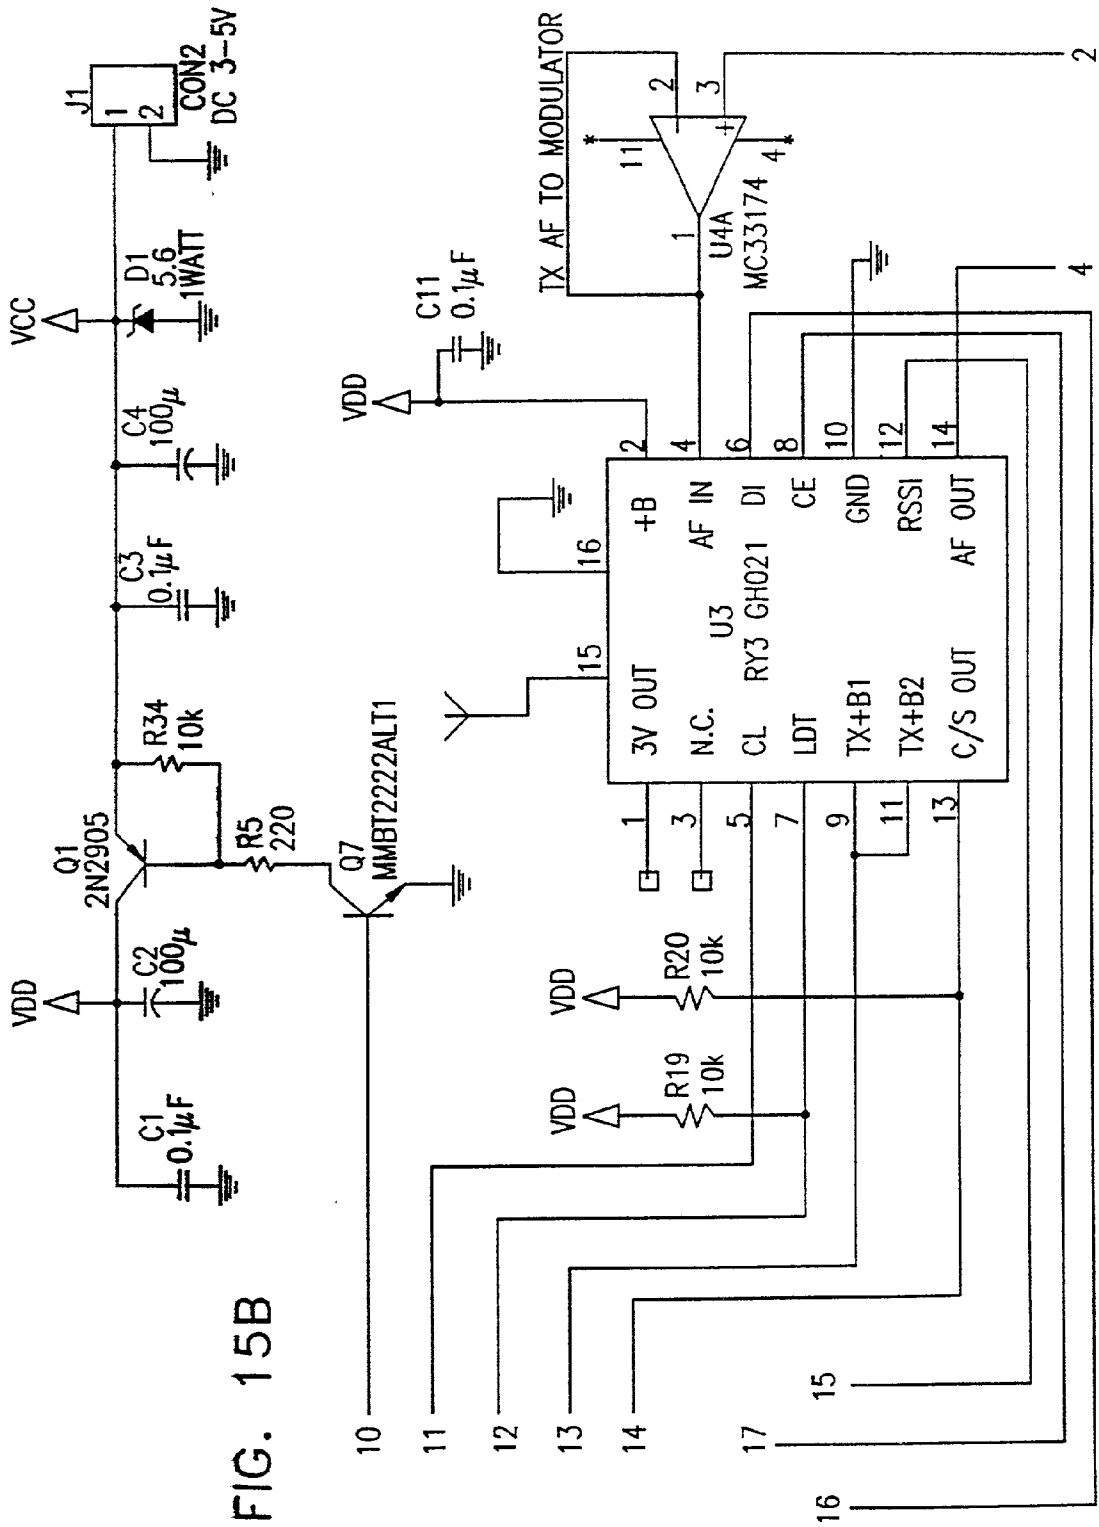 FIG. 15B
VDD
C1
0.1μF
C2
100μ
Q1
2N2905
R34
10k
R5
220
Q7
MMBT2222ALT1
C3
0.1μF
C4
100μ
VCC
D1
5.6
1WATT
J1
1
2
CON2
DC 3-5V
10
11
12
13
14
15
17
16
VDD
R19
10k
VDD
R20
10k
1
3
5
7
9
11
13
3V OUT
N.C.
CL
LDT
TX+B1
TX+B2
C/S OUT
15
16
U3
RY3 GH021
+B
AF IN
DI
CE
GND
RSSI
AF OUT
2
4
6
8
10
12
14
VDD
C11
0.1μF
TX AF TO MODULATOR
1
2
3
11
4
U4A
MC33174
4
2